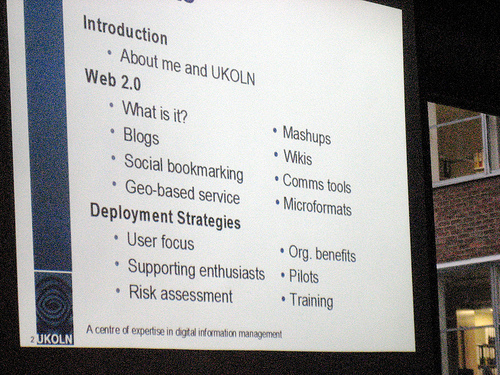 Introduction
• About me and UKOLN
Web 2.0
• What is it?
• Blogs
• Social bookmarking
• Geo-based service
• Mashups
• Wikis
• Comms tools
• Microformats
Deployment Strategies
• User focus
• Supporting enthusiasts
• Risk assessment
• Org. benefits
• Pilots
• Training
A centre of expertise in digital information management
2 UKOLN